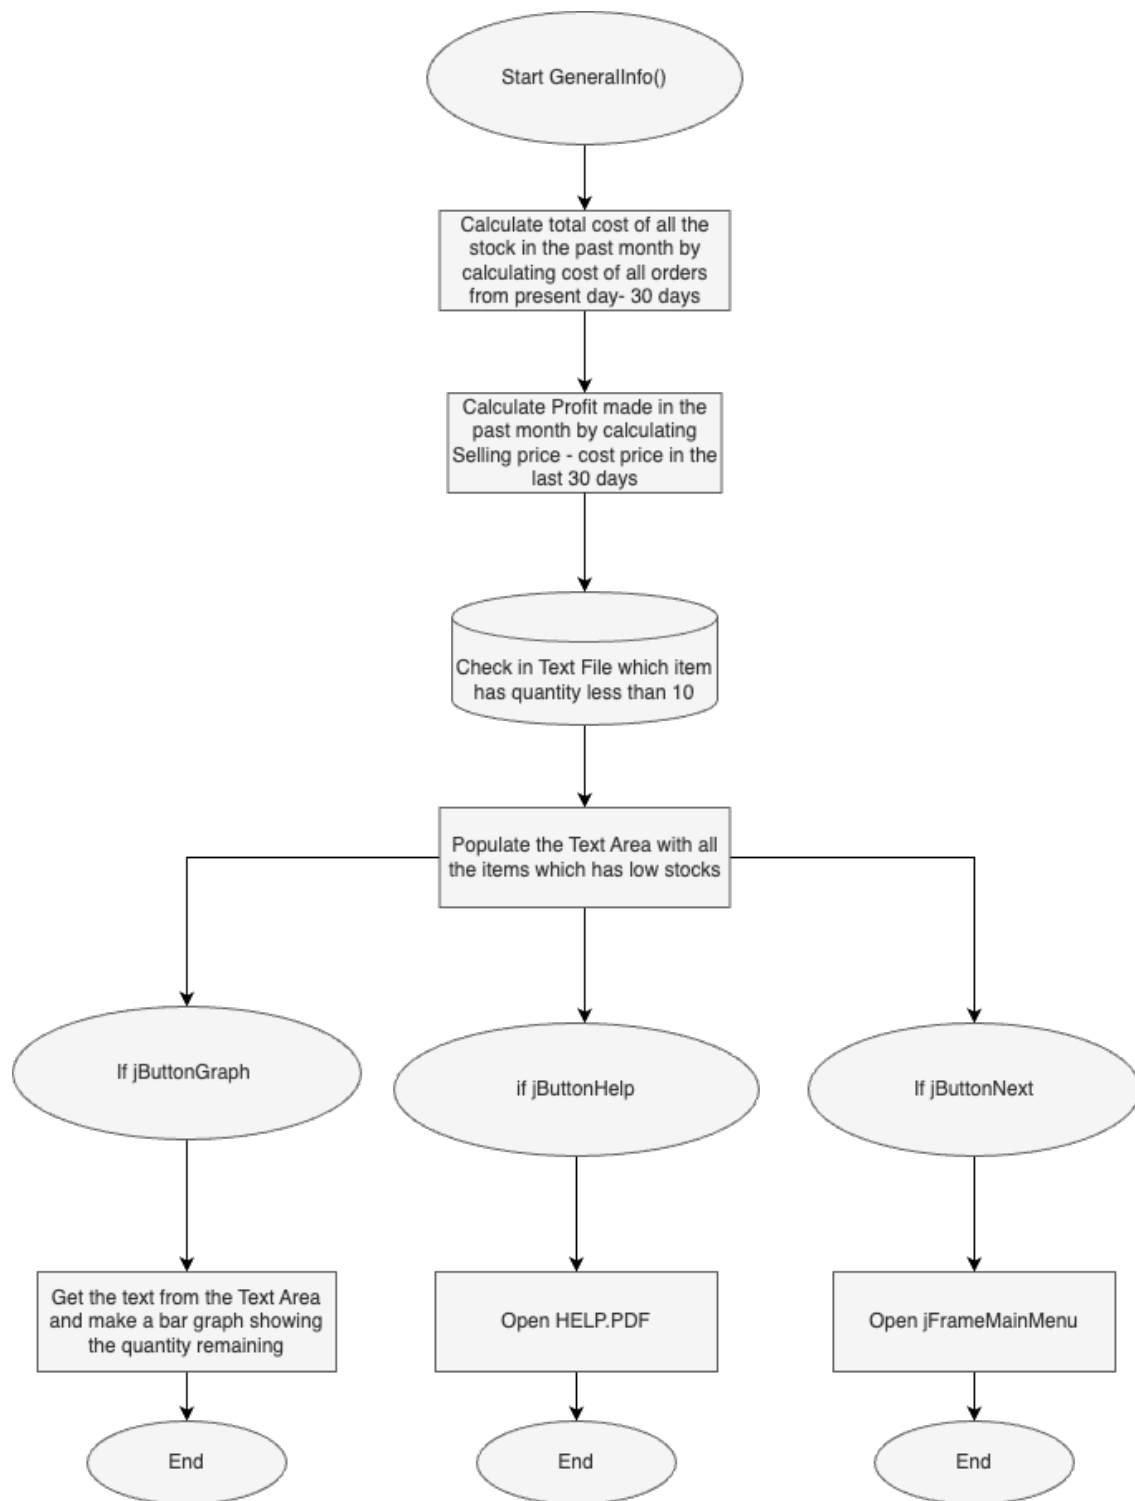 Start GeneralInfo()
Calculate total cost of all the
stock in the past month by
calculating cost of all orders
from present day- 30 days
Calculate Profit made in the
past month by calculating
Selling price - cost price in the
last 30 days
Check in Text File which item
has quantity less than 10
Populate the Text Area with all
the items which has low stocks
If jButtonGraph
if jButtonHelp
If jButtonNext
Get the text from the Text Area
and make a bar graph showing
the quantity remaining
Open HELP.PDF
Open jFrameMainMenu
End
End
End